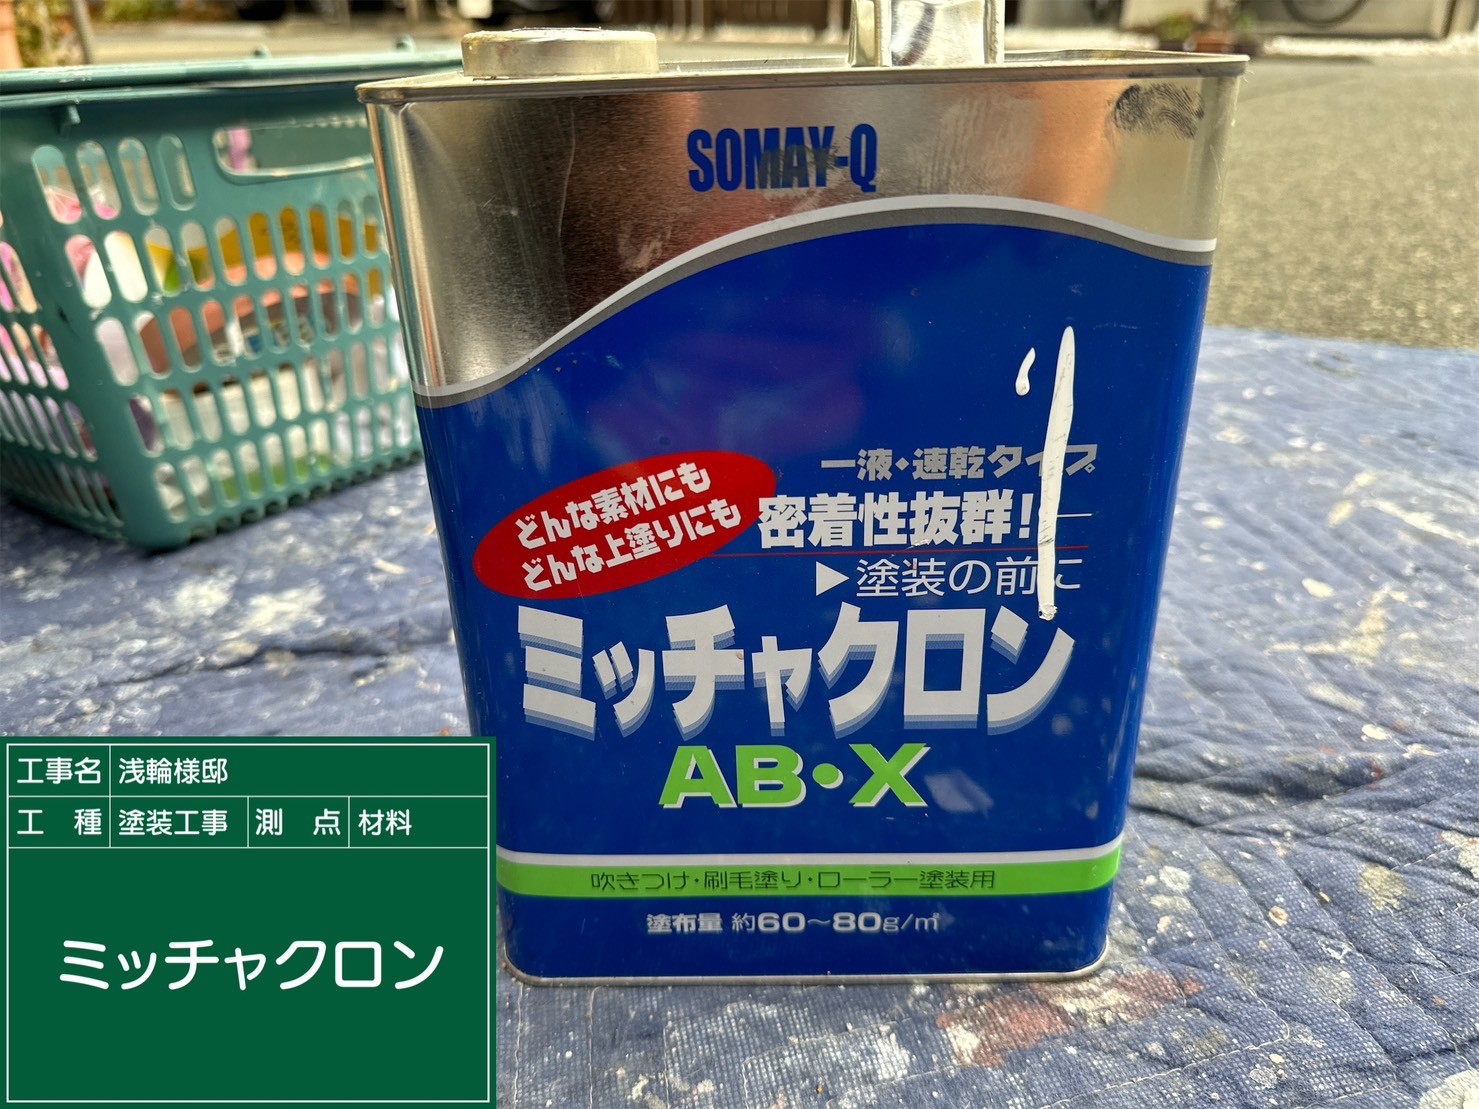 SOMAY-Q
一液・速乾タイプ
どんな素材にも
どんな上塗りにも
密着性抜群!
▶塗装の前に
ミッチャクロン
AB・X
吹きつけ・刷毛塗り・ローラー塗装用
塗布量 約60～80g/㎡
工事名 浅輪様邸
工種 塗装工事 測点 材料
ミッチャクロン